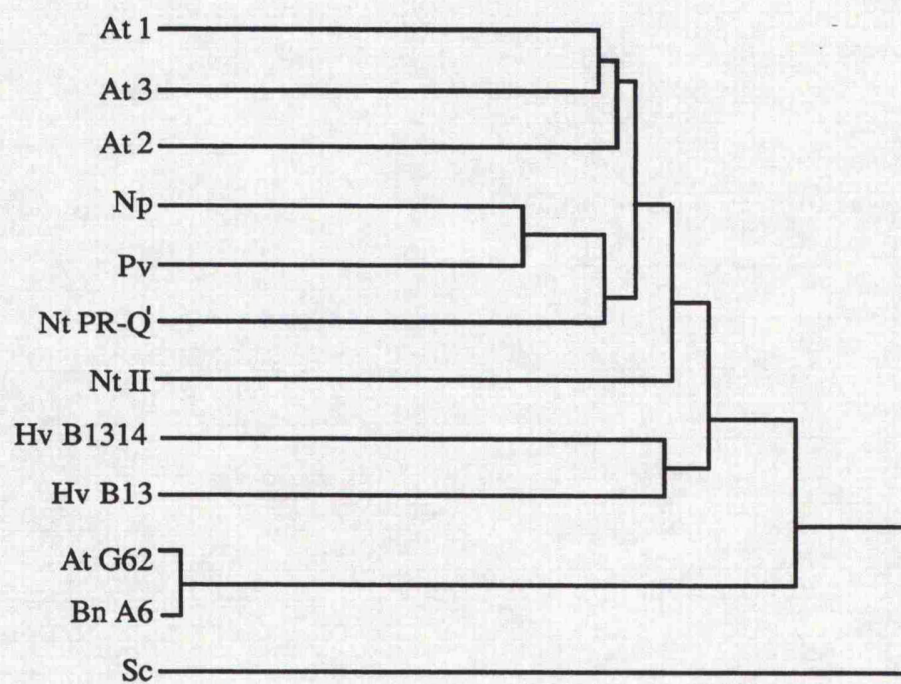 At 1
At 3
At 2
Np
Pv
Nt PR-Q'
Nt II
Hv B1314
Hv B13
At G62
Bn A6
Sc